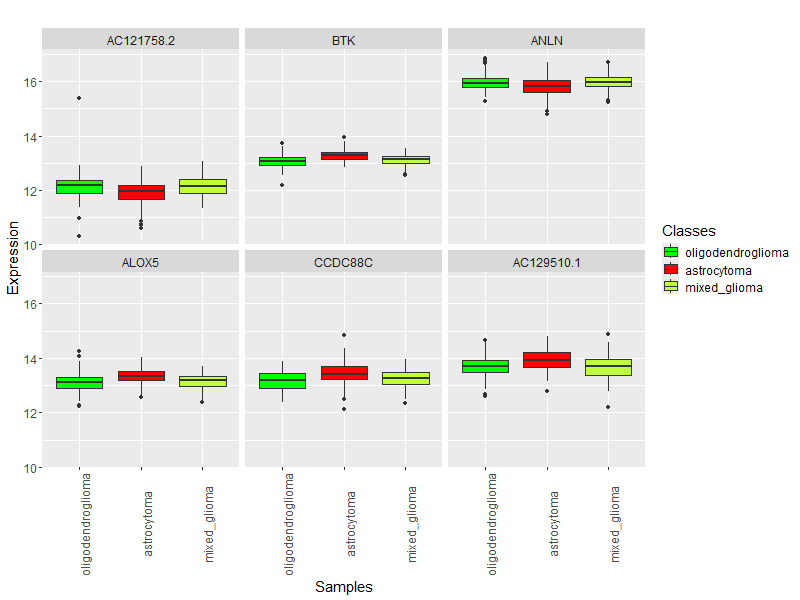 AC121758.2 BTK ANLN
16
14
12
10
ALOX5 CCDC88C AC129510.1
16
14
12
10
Expression
oligodendroglioma astrocytoma mixed_glioma oligodendroglioma astrocytoma mixed_glioma oligodendroglioma astrocytoma mixed_glioma
Samples
Classes
oligodendroglioma
astrocytoma
mixed_glioma